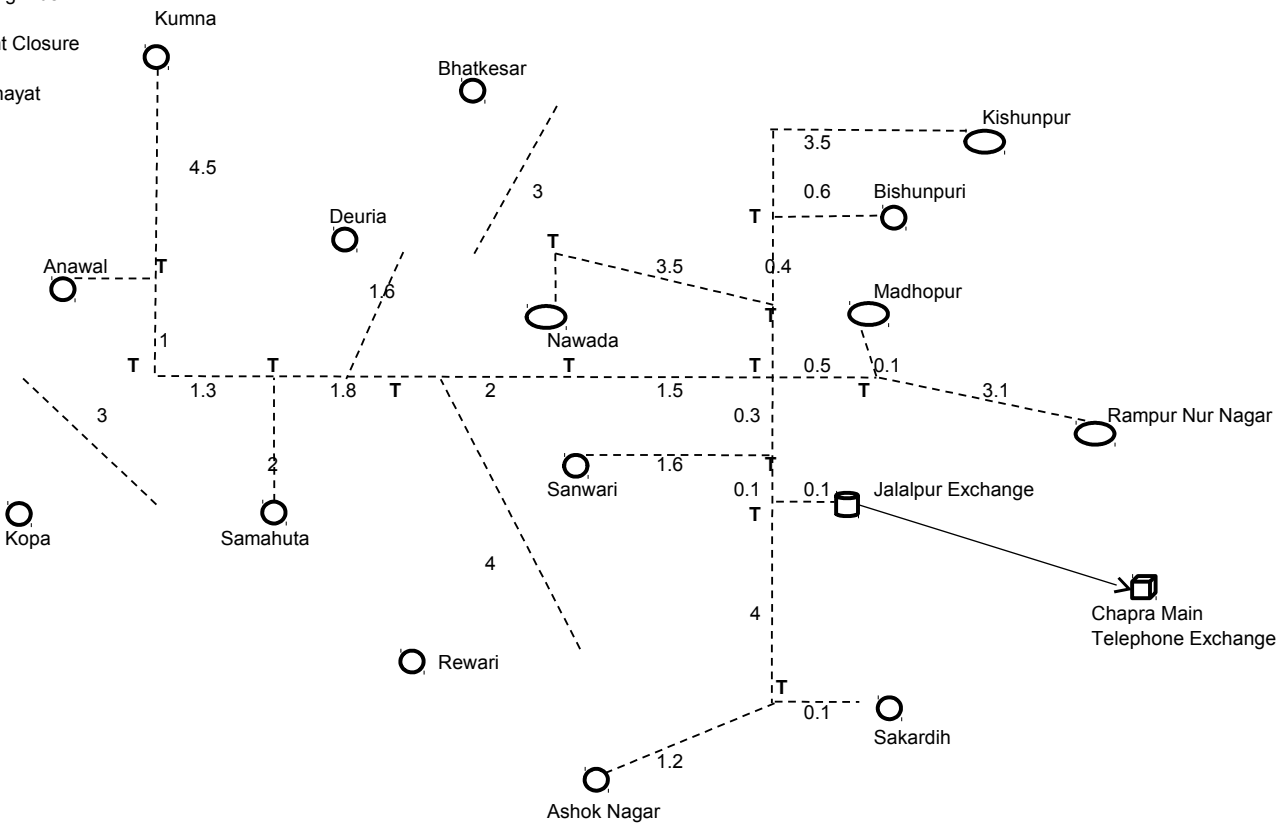 Kumna
t Closure
Bhatkesar
nayat
Kishunpur
3.5
4.5
3
0.6
Bishunpuri
Deuria
T
T
Anawal
T
3.5
0.4
1.6
Madhopur
T
Nawada
1
T
T
T
T
0.5
0.1
1.3
1.8
T
2
1.5
T
3.1
3
0.3
Rampur Nur Nagar
2
1.6
T
Sanwari
0.1
0.1
Jalalpur Exchange
T
Kopa
Samahuta
4
4
Chapra Main
Telephone Exchange
Rewari
T
0.1
Sakardih
1.2
Ashok Nagar